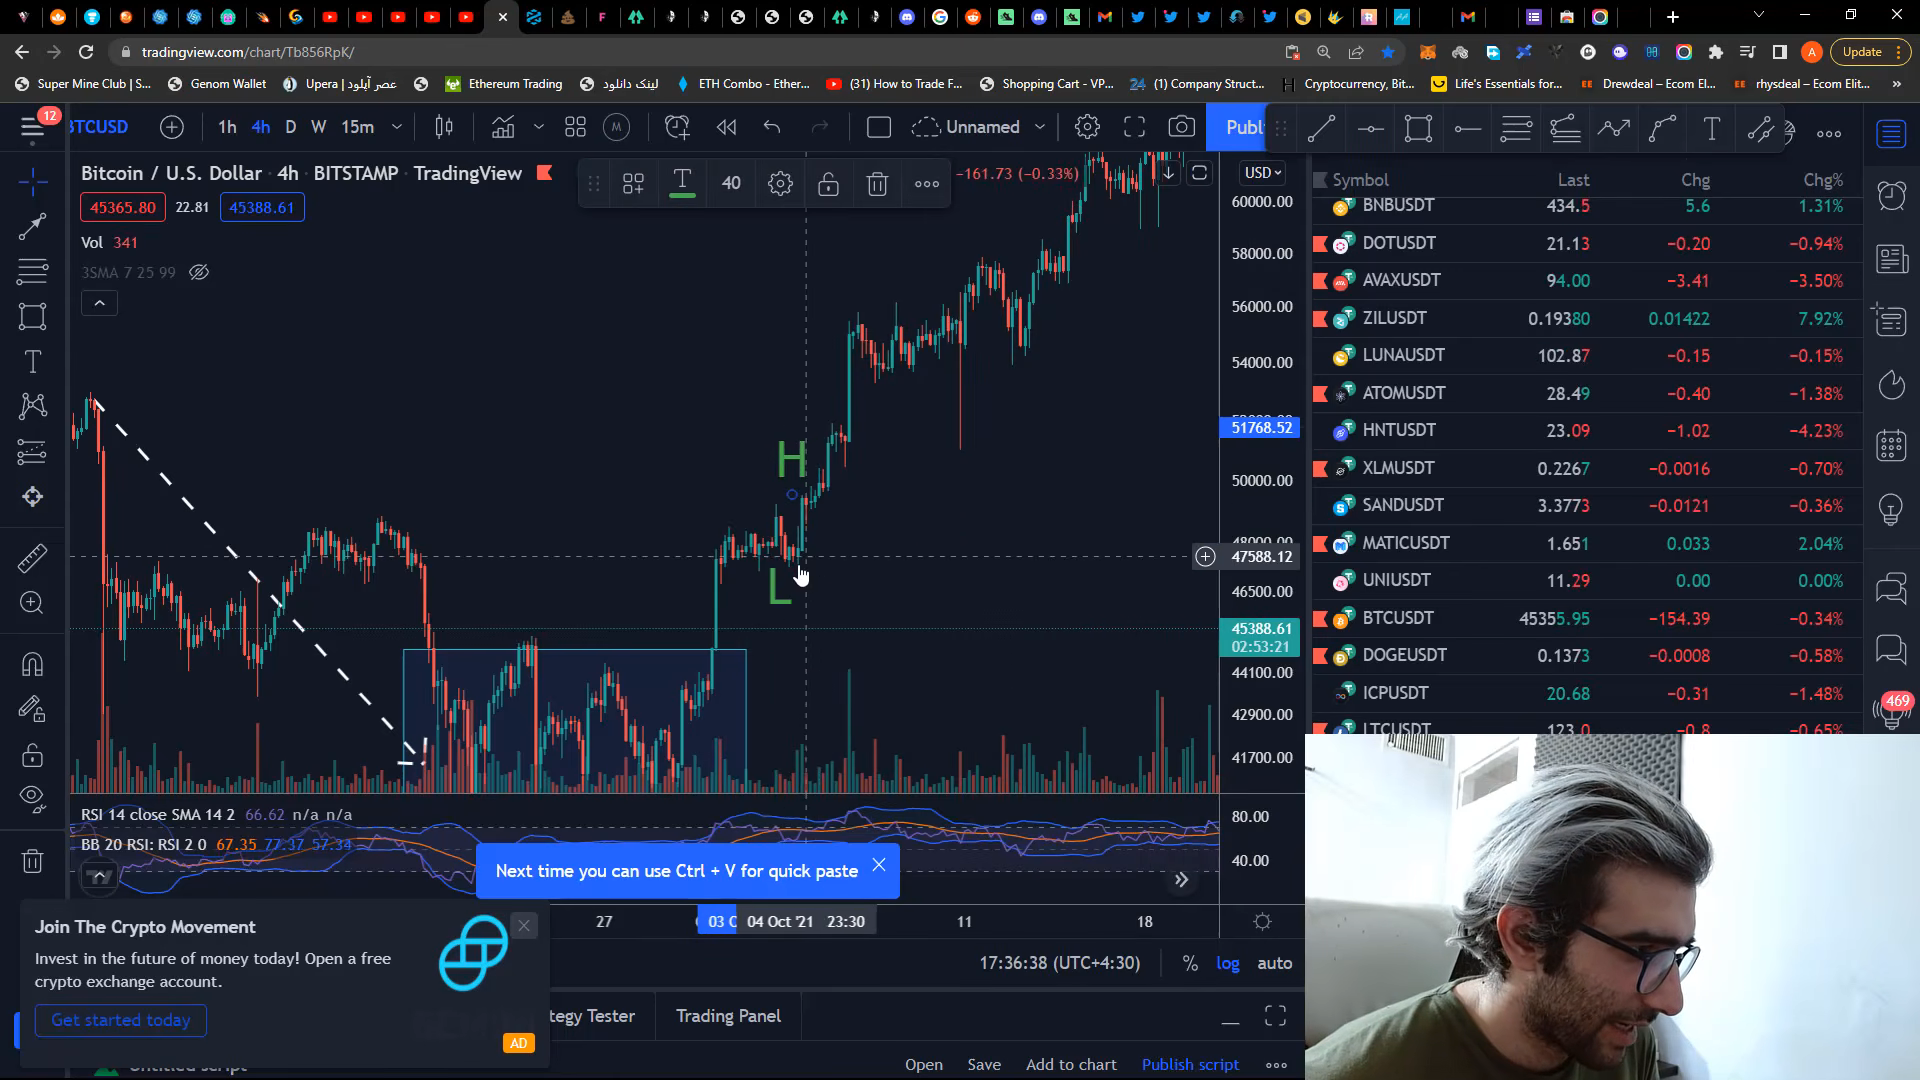 tradingview.com/chart/Tb856RpK/
Update
Super Mine Club | S...
Genom Wallet
Upera | عصر آپلود
Ethereum Trading
لینک دانلود
ETH Combo - Ether...
(31) How to Trade F...
Shopping Cart - VP...
24 (1) Company Struct...
Cryptocurrency, Bit...
Life's Essentials for...
Drewdeal – Ecom El...
rhysdeal – Ecom Elit...
12
BTCUSD
1h 4h D W 15m
M
Unnamed
Publ
Bitcoin / U.S. Dollar · 4h · BITSTAMP · TradingView
T 40
−161.73 (−0.33%)
USD
45365.80 22.81 45388.61
Vol 341
3SMA 7 25 99
60000.00
58000.00
56000.00
54000.00
51768.52
50000.00
48000.00
47588.12
46500.00
45388.61
02:53:21
44100.00
42900.00
41700.00
H
L
RSI 14 close SMA 14 2 66.62 n/a n/a
BB 20 RSI: RSI 2 0 67.35 77.37 57.34
80.00
40.00
Next time you can use Ctrl + V for quick paste
27
04 Oct '21 23:30
11
18
17:36:38 (UTC+4:30)
% log auto
Join The Crypto Movement
Invest in the future of money today! Open a free
crypto exchange account.
Get started today
AD
tegy Tester
Trading Panel
Untitled script
Open
Save
Add to chart
Publish script
Symbol Last Chg Chg%
BNBUSDT 434.5 5.6 1.31%
DOTUSDT 21.13 −0.20 −0.94%
AVAXUSDT 94.00 −3.41 −3.50%
ZILUSDT 0.19380 0.01422 7.92%
LUNAUSDT 102.87 −0.15 −0.15%
ATOMUSDT 28.49 −0.40 −1.38%
HNTUSDT 23.09 −1.02 −4.23%
XLMUSDT 0.2267 −0.0016 −0.70%
SANDUSDT 3.3773 −0.0121 −0.36%
MATICUSDT 1.651 0.033 2.04%
UNIUSDT 11.29 0.00 0.00%
BTCUSDT 45355.95 −154.39 −0.34%
DOGEUSDT 0.1373 −0.0008 −0.58%
ICPUSDT 20.68 −0.31 −1.48%
LTCUSDT 123.0 −0.8 −0.65%
469